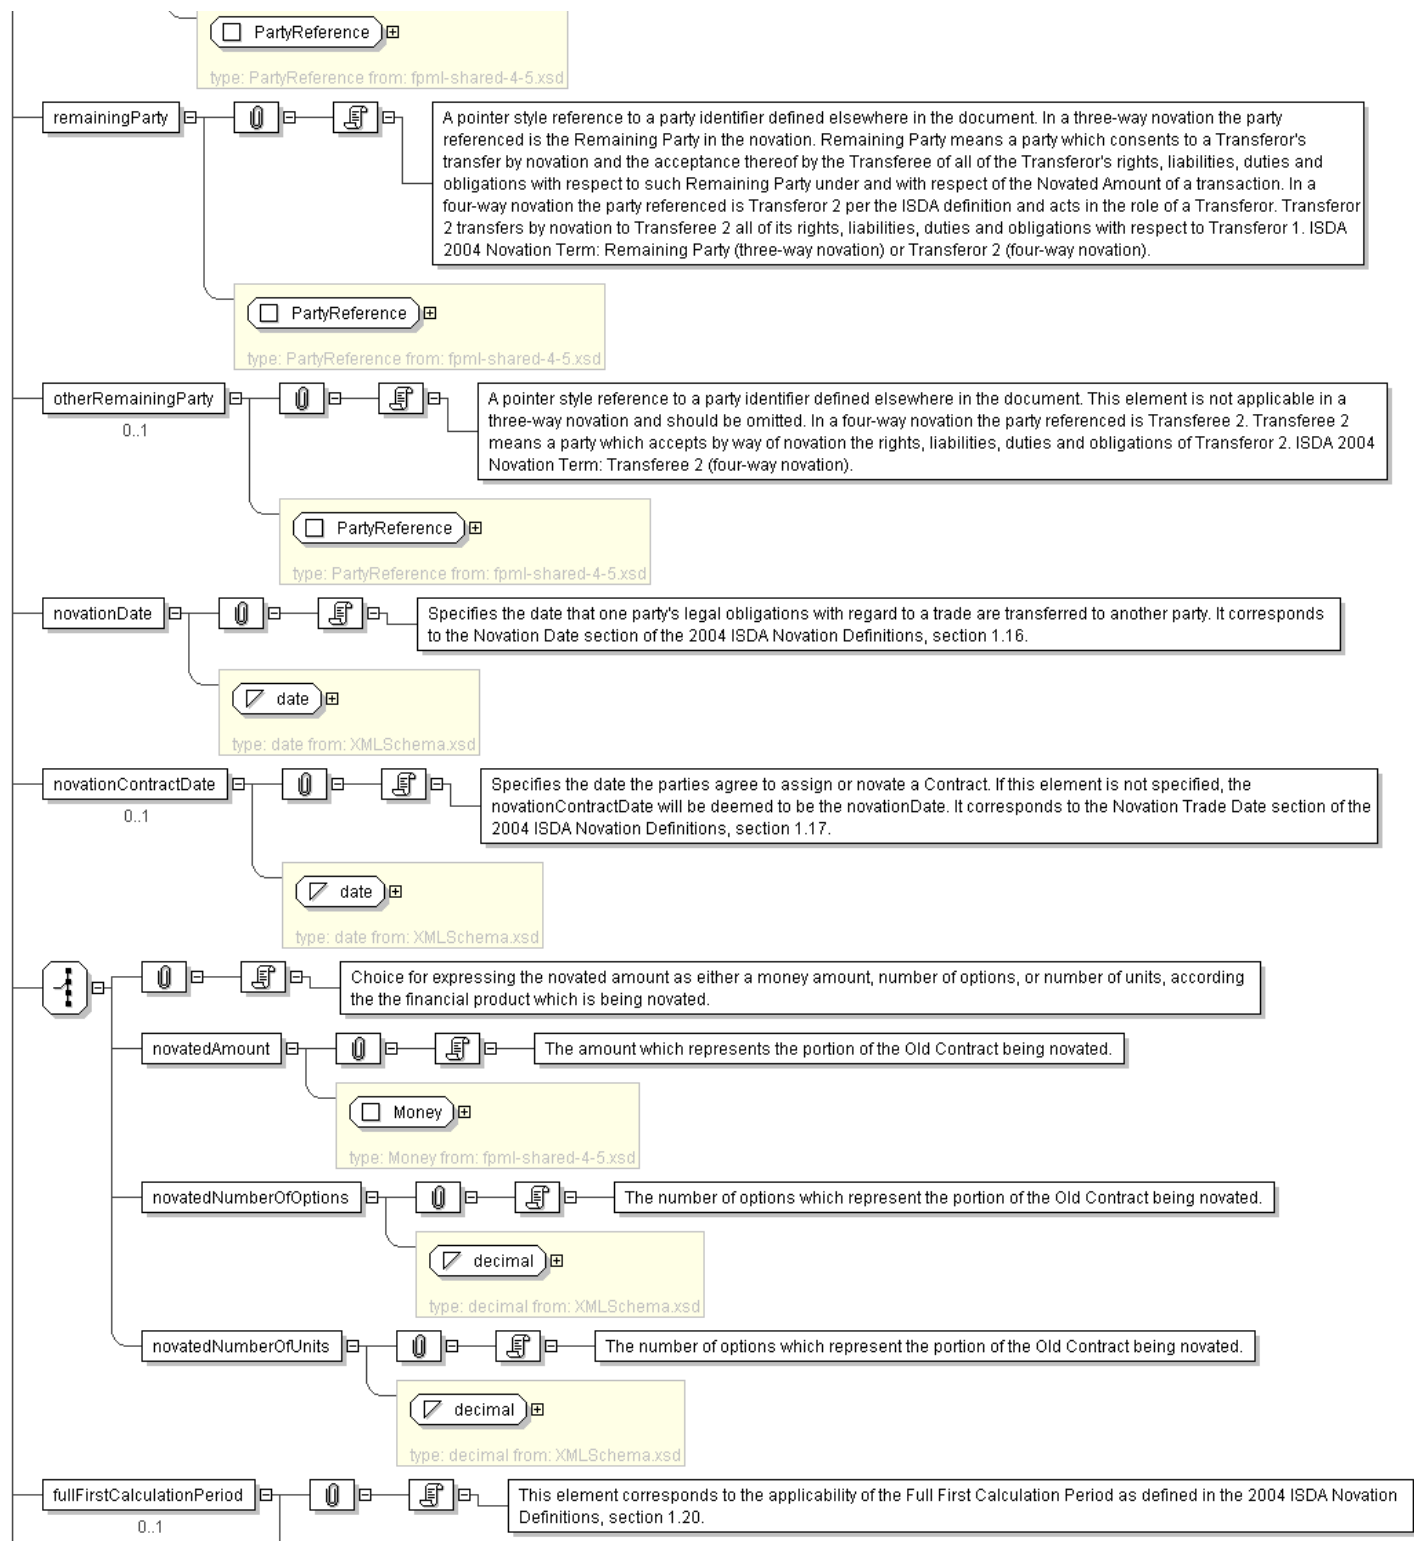 PartyReference
type: PartyReference from: fpml-shared-4-5.xsd
remainingParty
A pointer style reference to a party identifier defined elsewhere in the document. In a three-way novation the party
referenced is the Remaining Party in the novation. Remaining Party means a party which consents to a Transferor's
transfer by novation and the acceptance thereof by the Transferee of all of the Transferor's rights, liabilities, duties and
obligations with respect to such Remaining Party under and with respect of the Novated Amount of a transaction. In a
four-way novation the party referenced is Transferor 2 per the ISDA definition and acts in the role of a Transferor. Transferor
2 transfers by novation to Transferee 2 all of its rights, liabilities, duties and obligations with respect to Transferor 1. ISDA
2004 Novation Term: Remaining Party (three-way novation) or Transferor 2 (four-way novation).
PartyReference
type: PartyReference from: fpml-shared-4-5.xsd
otherRemainingParty
0..1
A pointer style reference to a party identifier defined elsewhere in the document. This element is not applicable in a
three-way novation and should be omitted. In a four-way novation the party referenced is Transferee 2. Transferee 2
means a party which accepts by way of novation the rights, liabilities, duties and obligations of Transferor 2. ISDA 2004
Novation Term: Transferee 2 (four-way novation).
PartyReference
type: PartyReference from: fpml-shared-4-5.xsd
novationDate
Specifies the date that one party's legal obligations with regard to a trade are transferred to another party. It corresponds
to the Novation Date section of the 2004 ISDA Novation Definitions, section 1.16.
date
type: date from: XMLSchema.xsd
novationContractDate
0..1
Specifies the date the parties agree to assign or novate a Contract. If this element is not specified, the
novationContractDate will be deemed to be the novationDate. It corresponds to the Novation Trade Date section of the
2004 ISDA Novation Definitions, section 1.17.
date
type: date from: XMLSchema.xsd
Choice for expressing the novated amount as either a money amount, number of options, or number of units, according
the the financial product which is being novated.
novatedAmount
The amount which represents the portion of the Old Contract being novated.
Money
type: Money from: fpml-shared-4-5.xsd
novatedNumberOfOptions
The number of options which represent the portion of the Old Contract being novated.
decimal
type: decimal from: XMLSchema.xsd
novatedNumberOfUnits
The number of options which represent the portion of the Old Contract being novated.
decimal
type: decimal from: XMLSchema.xsd
fullFirstCalculationPeriod
0..1
This element corresponds to the applicability of the Full First Calculation Period as defined in the 2004 ISDA Novation
Definitions, section 1.20.